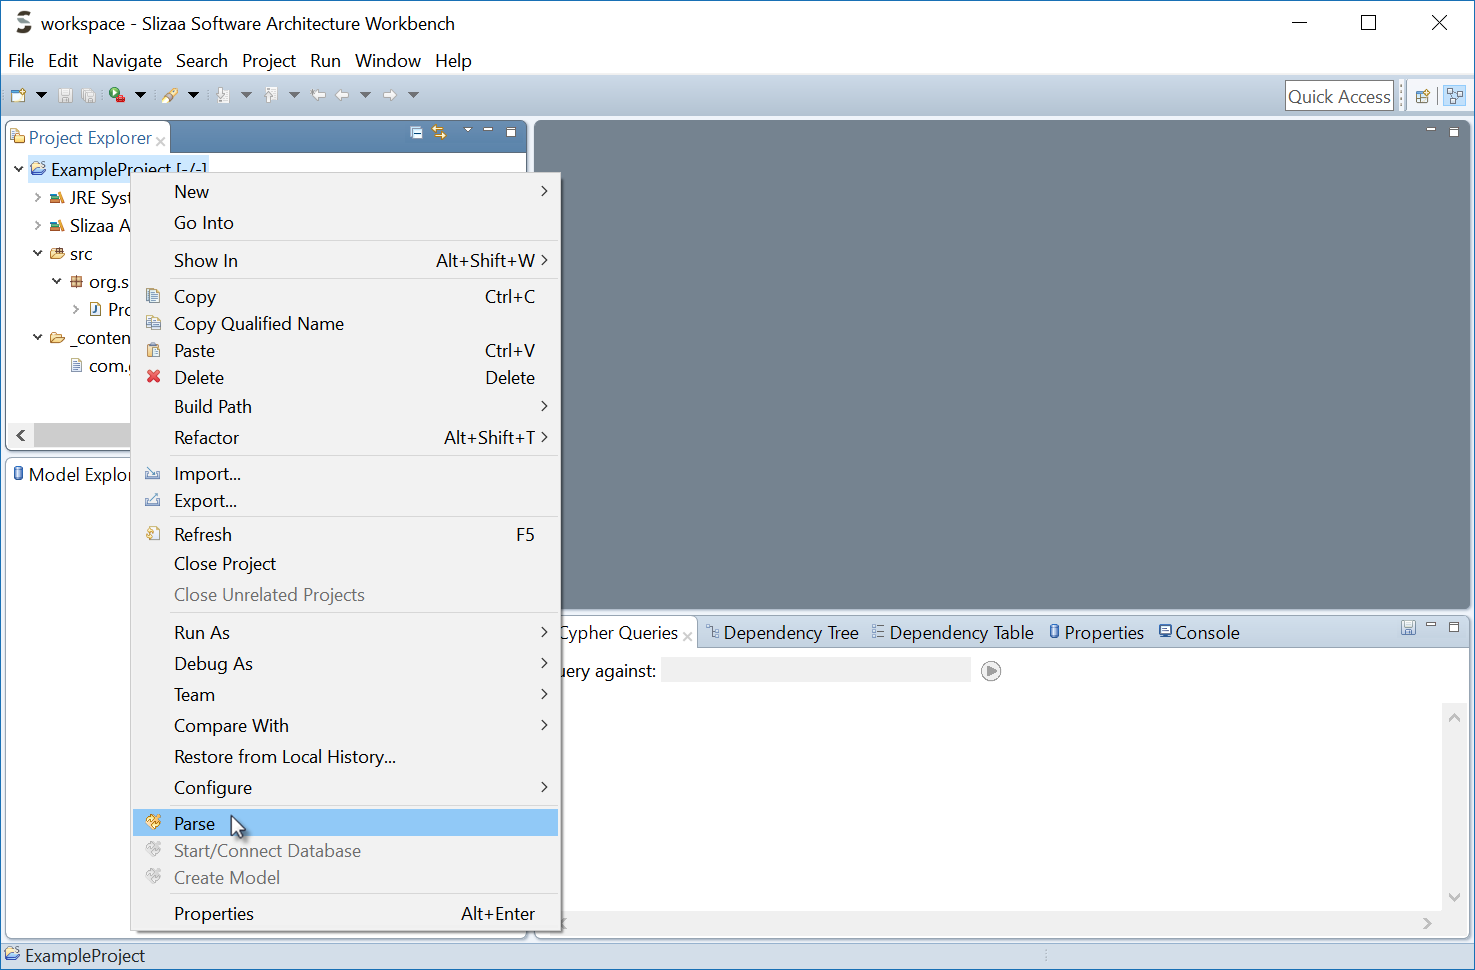 workspace - Slizaa Software Architecture Workbench
File Edit Navigate Search Project Run Window Help
Quick Access
Project Explorer
ExampleProject [-/-]
JRE Syst
Slizaa A
src
org.s
Pro
_conten
com.g
Model Explor
New
Go Into
Show In Alt+Shift+W
Copy Ctrl+C
Copy Qualified Name
Paste Ctrl+V
Delete Delete
Build Path
Refactor Alt+Shift+T
Import...
Export...
Refresh F5
Close Project
Close Unrelated Projects
Run As
Debug As
Team
Compare With
Restore from Local History...
Configure
Parse
Start/Connect Database
Create Model
Properties Alt+Enter
Cypher Queries Dependency Tree Dependency Table Properties Console
uery against:
ExampleProject